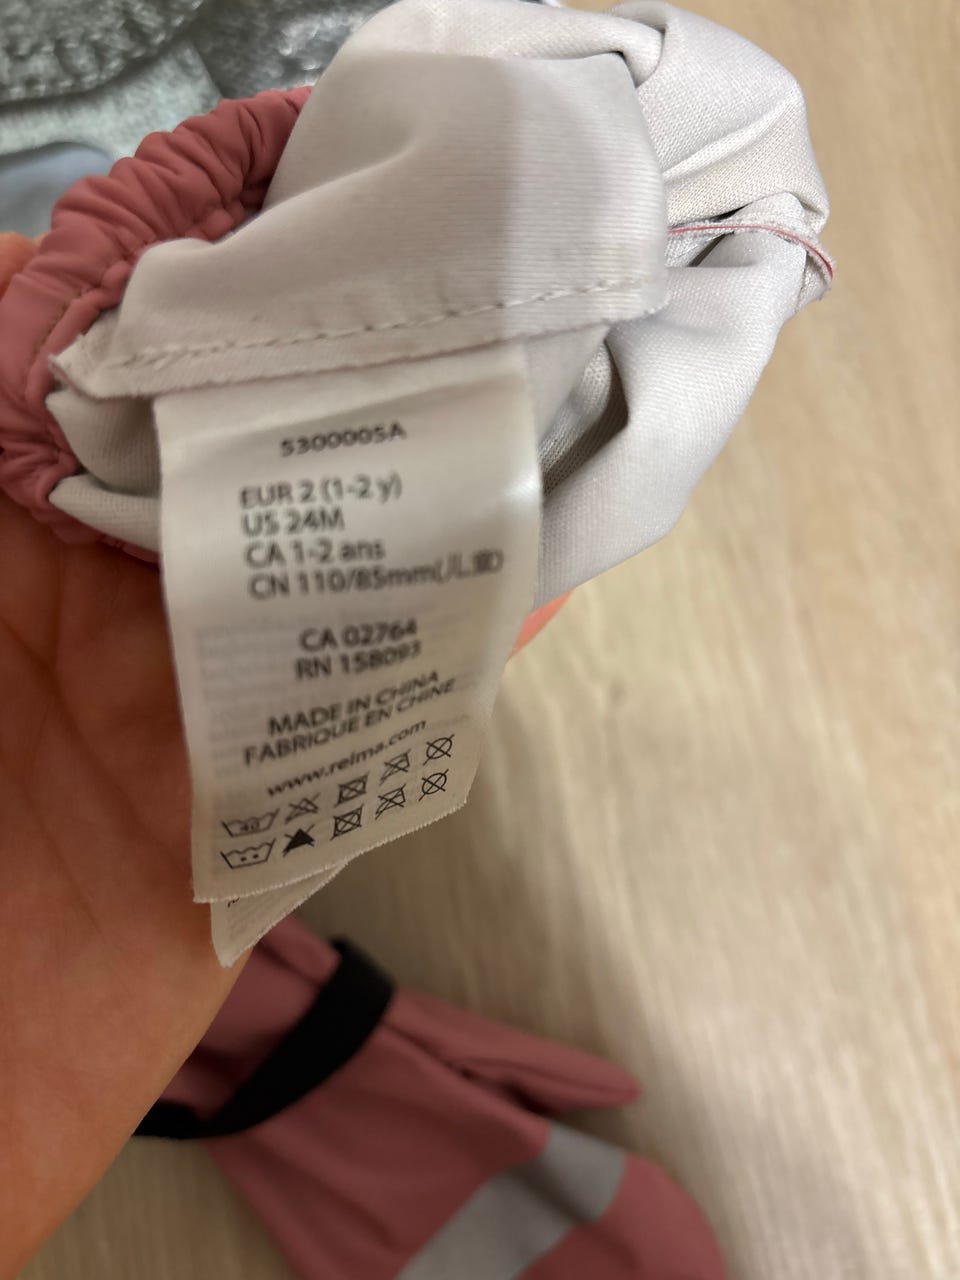 5300005A
EUR 2 (1-2 y)
US 24M
CA 1-2 ans
CN 110/85mm(儿童)
CA 02764
RN 158093
MADE IN CHINA
FABRIQUE EN CHINE
www.reima.com
40